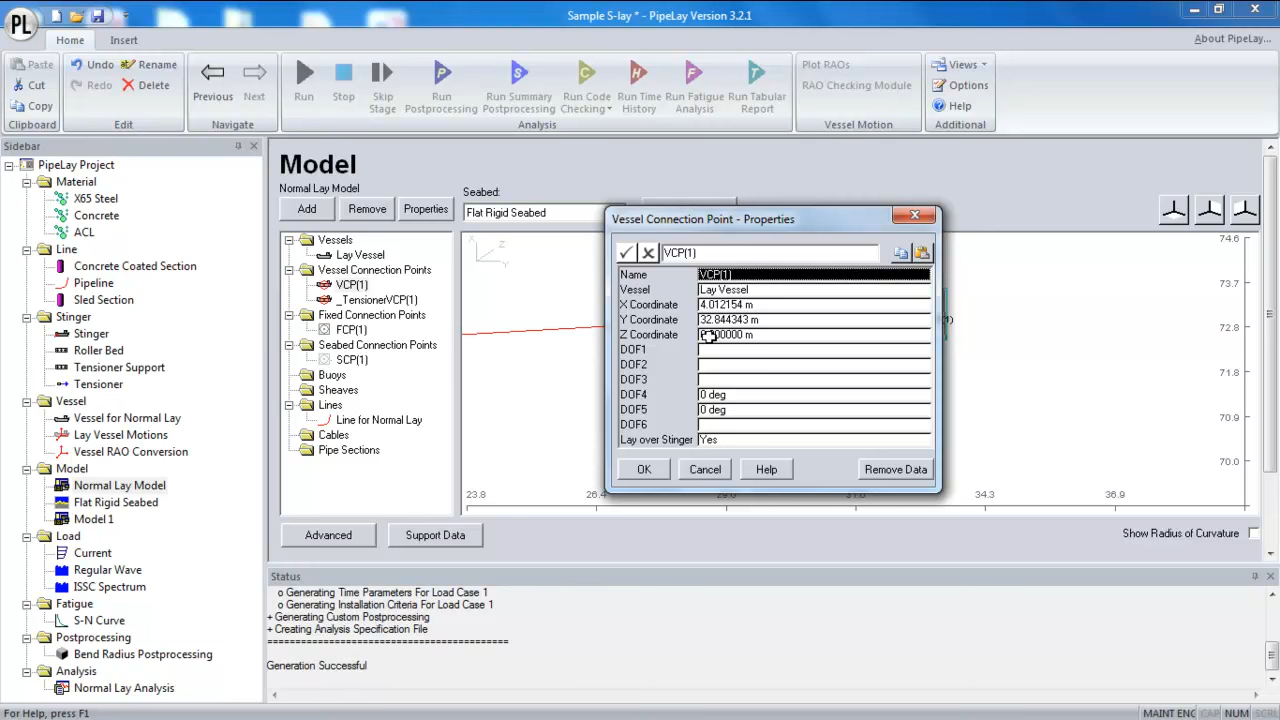 Sample S-lay * - PipeLay Version 3.2.1
PL
Home
Insert
About PipeLay...
Paste
Cut
Copy
Clipboard
Undo
Rename
Redo
Delete
Edit
Previous
Next
Navigate
Run
Stop
Skip Stage
Run Postprocessing
Run Summary Postprocessing
Run Code Checking
Run Time History
Run Fatigue Analysis
Run Tabular Report
Analysis
Plot RAOs
RAO Checking Module
Vessel Motion
Views
Options
Help
Additional
Sidebar
PipeLay Project
Material
X65 Steel
Concrete
ACL
Line
Concrete Coated Section
Pipeline
Sled Section
Stinger
Stinger
Roller Bed
Tensioner Support
Tensioner
Vessel
Vessel for Normal Lay
Lay Vessel Motions
Vessel RAO Conversion
Model
Normal Lay Model
Flat Rigid Seabed
Model 1
Load
Current
Regular Wave
ISSC Spectrum
Fatigue
S-N Curve
Postprocessing
Bend Radius Postprocessing
Analysis
Normal Lay Analysis
Model
Normal Lay Model
Seabed:
Add
Remove
Properties
Flat Rigid Seabed
Vessels
Lay Vessel
Vessel Connection Points
VCP(1)
_TensionerVCP(1)
Fixed Connection Points
FCP(1)
Seabed Connection Points
SCP(1)
Buoys
Sheaves
Lines
Line for Normal Lay
Cables
Pipe Sections
X
Z
Y
Vessel Connection Point - Properties
VCP(1)
Name VCP(1)
Vessel Lay Vessel
X Coordinate 4.012154 m
Y Coordinate 32.844343 m
Z Coordinate m
DOF1
DOF2
DOF3
DOF4 0 deg
DOF5 0 deg
DOF6
Lay over Stinger Yes
OK
Cancel
Help
Remove Data
74.6
73.7
72.8
71.8
70.9
70.0
23.8
26.4
29.0
31.6
34.3
36.9
Advanced
Support Data
Show Radius of Curvature
Status
o Generating Time Parameters For Load Case 1
o Generating Installation Criteria For Load Case 1
+ Generating Custom Postprocessing
+ Creating Analysis Specification File
========================================
Generation Successful
For Help, press F1
MAINT ENG
CAP
NUM
SCRL